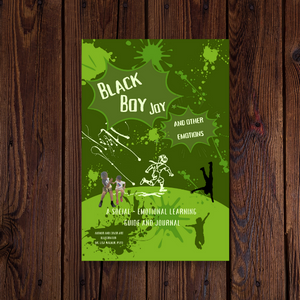 BLACK
BOY JOY
AND OTHER
EMOTIONS
A SOCIAL - EMOTIONAL LEARNING
GUIDE AND JOURNAL